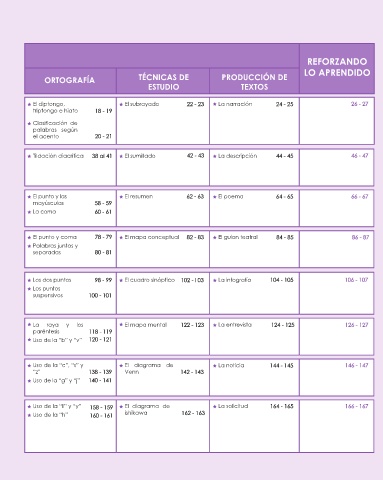 REFORZANDO
LO APRENDIDO
ORTOGRAFÍA
TÉCNICAS DE
ESTUDIO
PRODUCCIÓN DE
TEXTOS
★ El diptongo,
triptongo e hiato 18 - 19
★ Clasificación de
palabras según
el acento 20 - 21
★ El subrayado 22 - 23
★ La narración 24 - 25
26 - 27
★ Tildación diacrítica 38 al 41
★ El sumillado 42 - 43
★ La descripción 44 - 45
46 - 47
★ El punto y las
mayúsculas 58 - 59
★ La coma 60 - 61
★ El resumen 62 - 63
★ El poema 64 - 65
66 - 67
★ El punto y coma 78 - 79
★ Palabras juntas y
separadas 80 - 81
★ El mapa conceptual 82 - 83
★ El guion teatral 84 - 85
86 - 87
★ Los dos puntos 98 - 99
★ Los puntos
suspensivos 100 - 101
★ El cuadro sinóptico 102 - 103
★ La infografía 104 - 105
106 - 107
★ La raya y los
paréntesis 118 - 119
★ Uso de la "b" y "v" 120 - 121
★ El mapa mental 122 - 123
★ La entrevista 124 - 125
126 - 127
★ Uso de la "c", "s" y
"z" 138 - 139
★ Uso de la "g" y "j" 140 - 141
★ El diagrama de
Venn 142 - 143
★ La noticia 144 - 145
146 - 147
★ Uso de la "ll" y "y" 158 - 159
★ Uso de la "h" 160 - 161
★ El diagrama de
Ishikawa 162 - 163
★ La solicitud 164 - 165
166 - 167